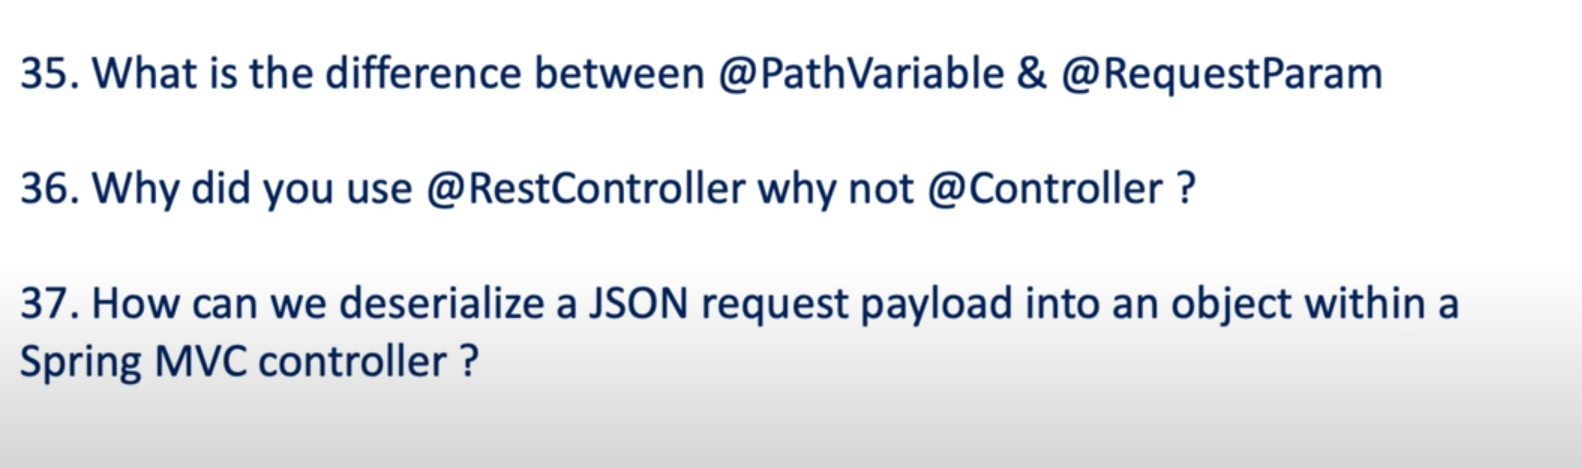 35. What is the difference between @PathVariable & @RequestParam
36. Why did you use @RestController why not @Controller ?
37. How can we deserialize a JSON request payload into an object within a
Spring MVC controller ?